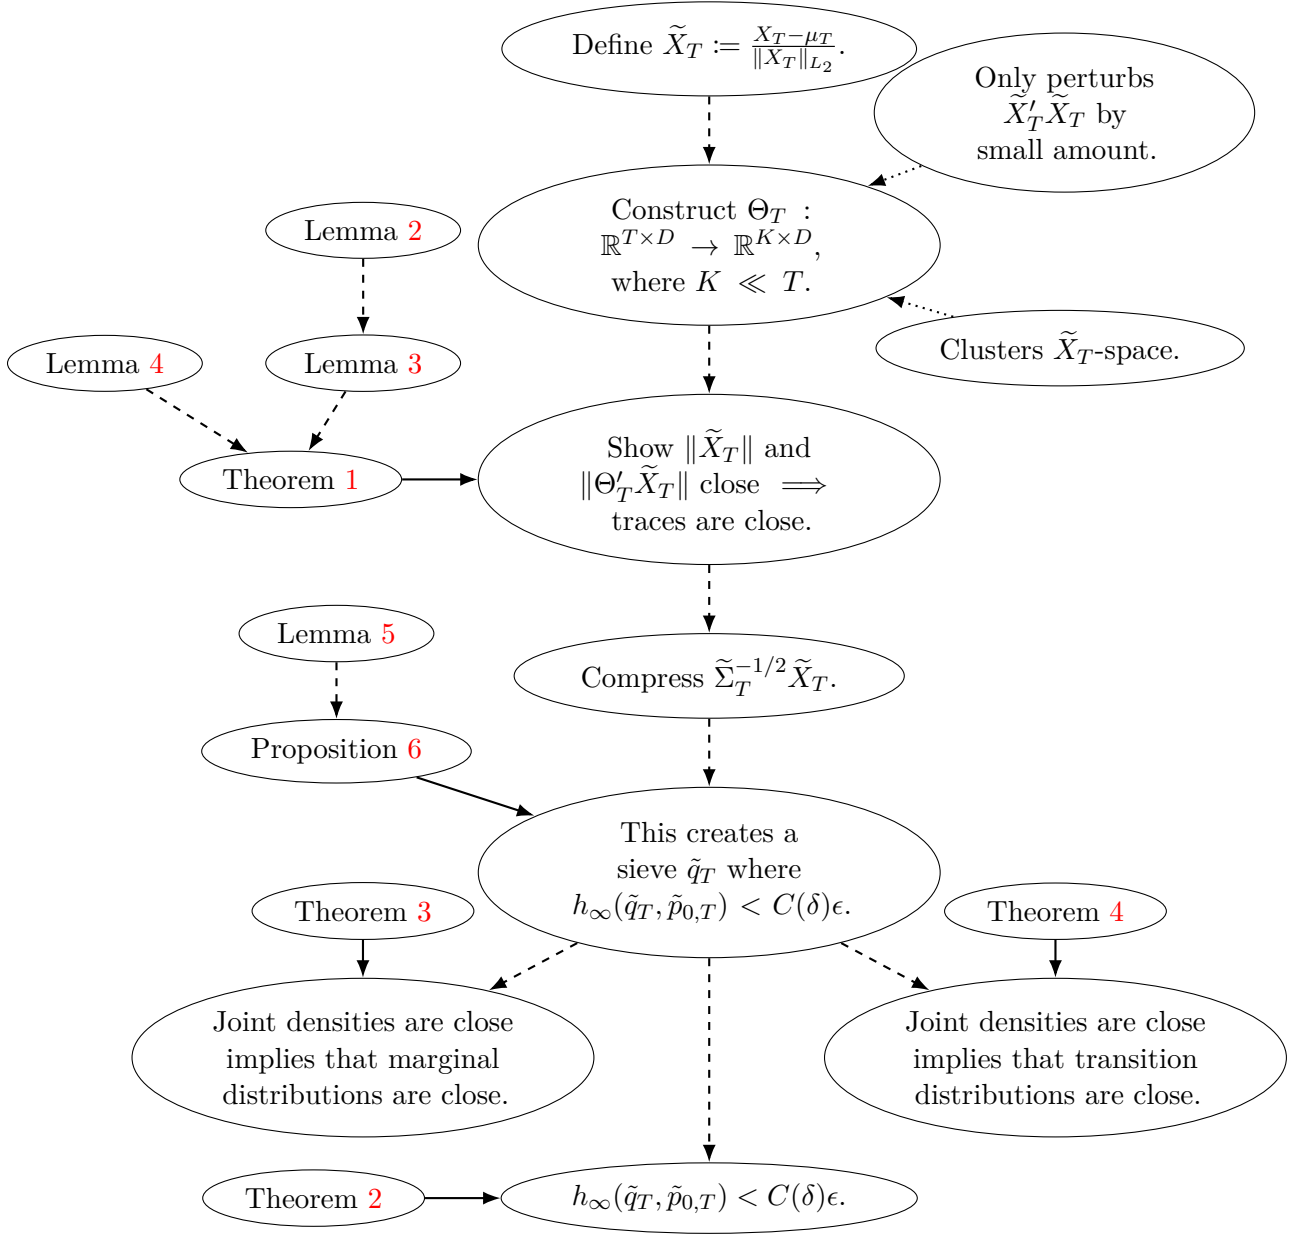 Define $\widetilde{X}_T := \frac{X_T - \mu_T}{\|X_T\|_{L_2}}$.
Only perturbs
$\widetilde{X}'_T \widetilde{X}_T$ by
small amount.
Construct $\Theta_T$ :
$\mathbb{R}^{T \times D} \to \mathbb{R}^{K \times D}$,
where $K \ll T$.
Lemma 2
Clusters $\widetilde{X}_T$-space.
Lemma 4
Lemma 3
Show $\|\widetilde{X}_T\|$ and
$\|\Theta'_T \widetilde{X}_T\|$ close $\Longrightarrow$
traces are close.
Theorem 1
Lemma 5
Compress $\widetilde{\Sigma}_T^{-1/2} \widetilde{X}_T$.
Proposition 6
This creates a
sieve $\tilde{q}_T$ where
$h_\infty(\tilde{q}_T, \tilde{p}_{0,T}) < C(\delta)\epsilon$.
Theorem 3
Theorem 4
Joint densities are close
implies that marginal
distributions are close.
Joint densities are close
implies that transition
distributions are close.
Theorem 2
$h_\infty(\tilde{q}_T, \tilde{p}_{0,T}) < C(\delta)\epsilon$.